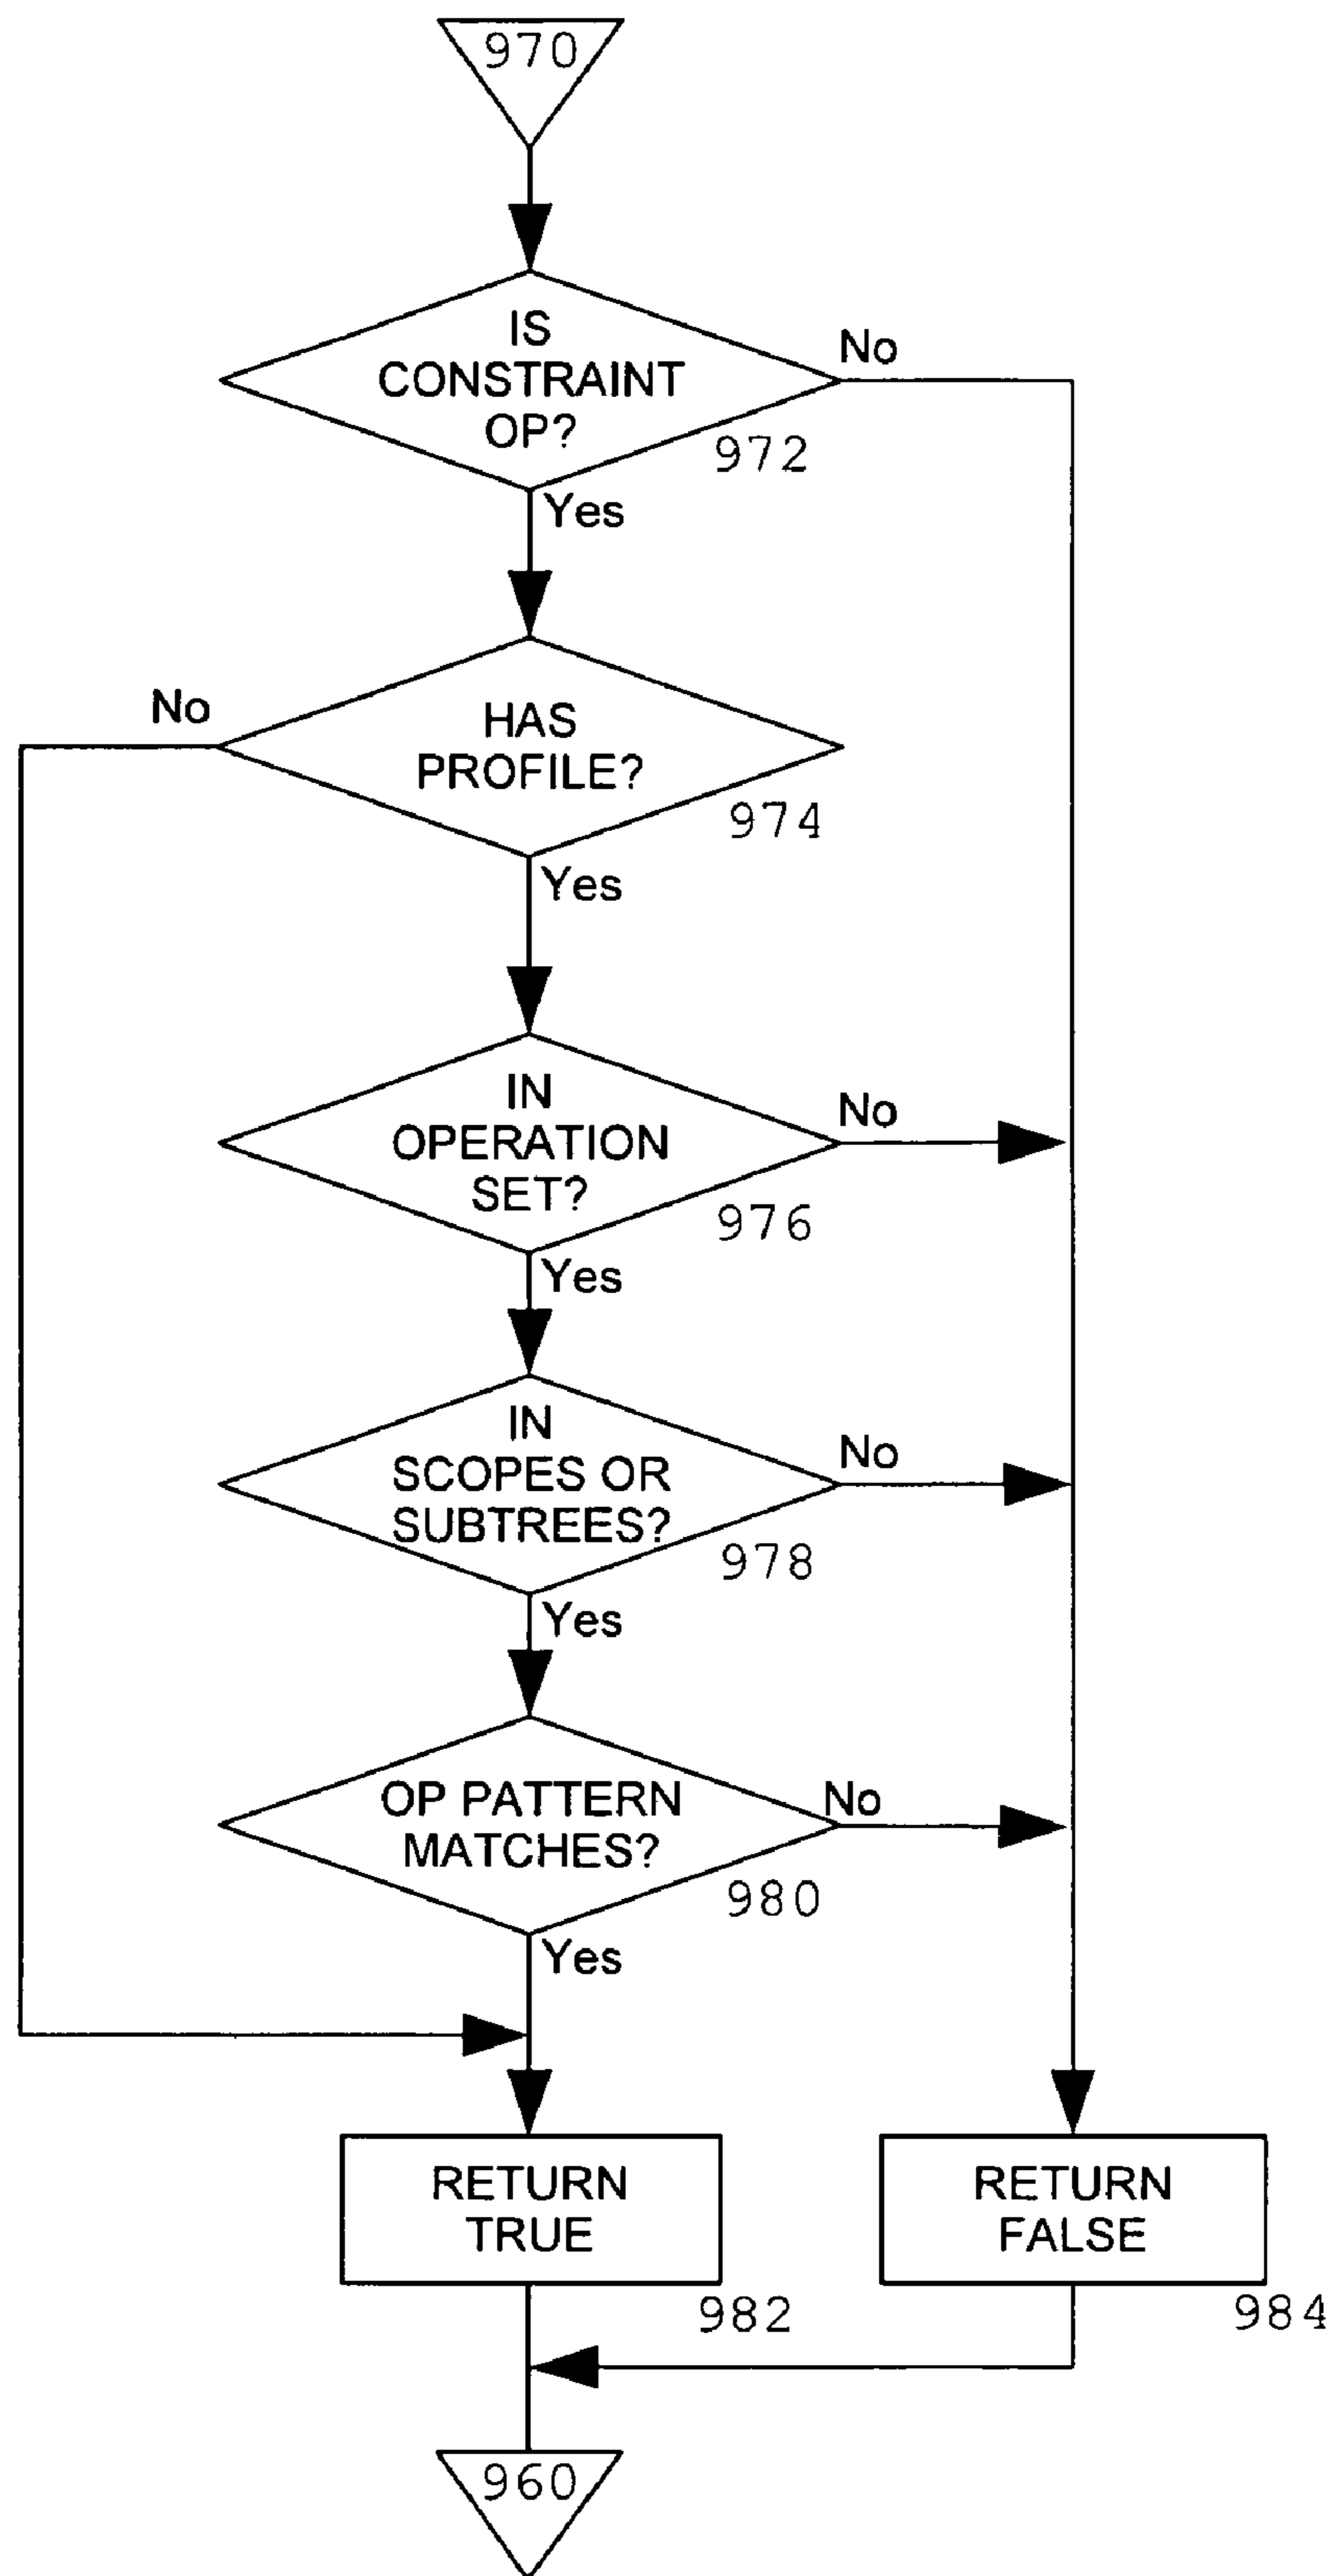 970
IS
CONSTRAINT
OP?
No
972
Yes
No
HAS
PROFILE?
974
Yes
IN
OPERATION
SET?
No
976
Yes
IN
SCOPES OR
SUBTREES?
No
978
Yes
OP PATTERN
MATCHES?
No
980
Yes
RETURN
TRUE
982
RETURN
FALSE
984
960